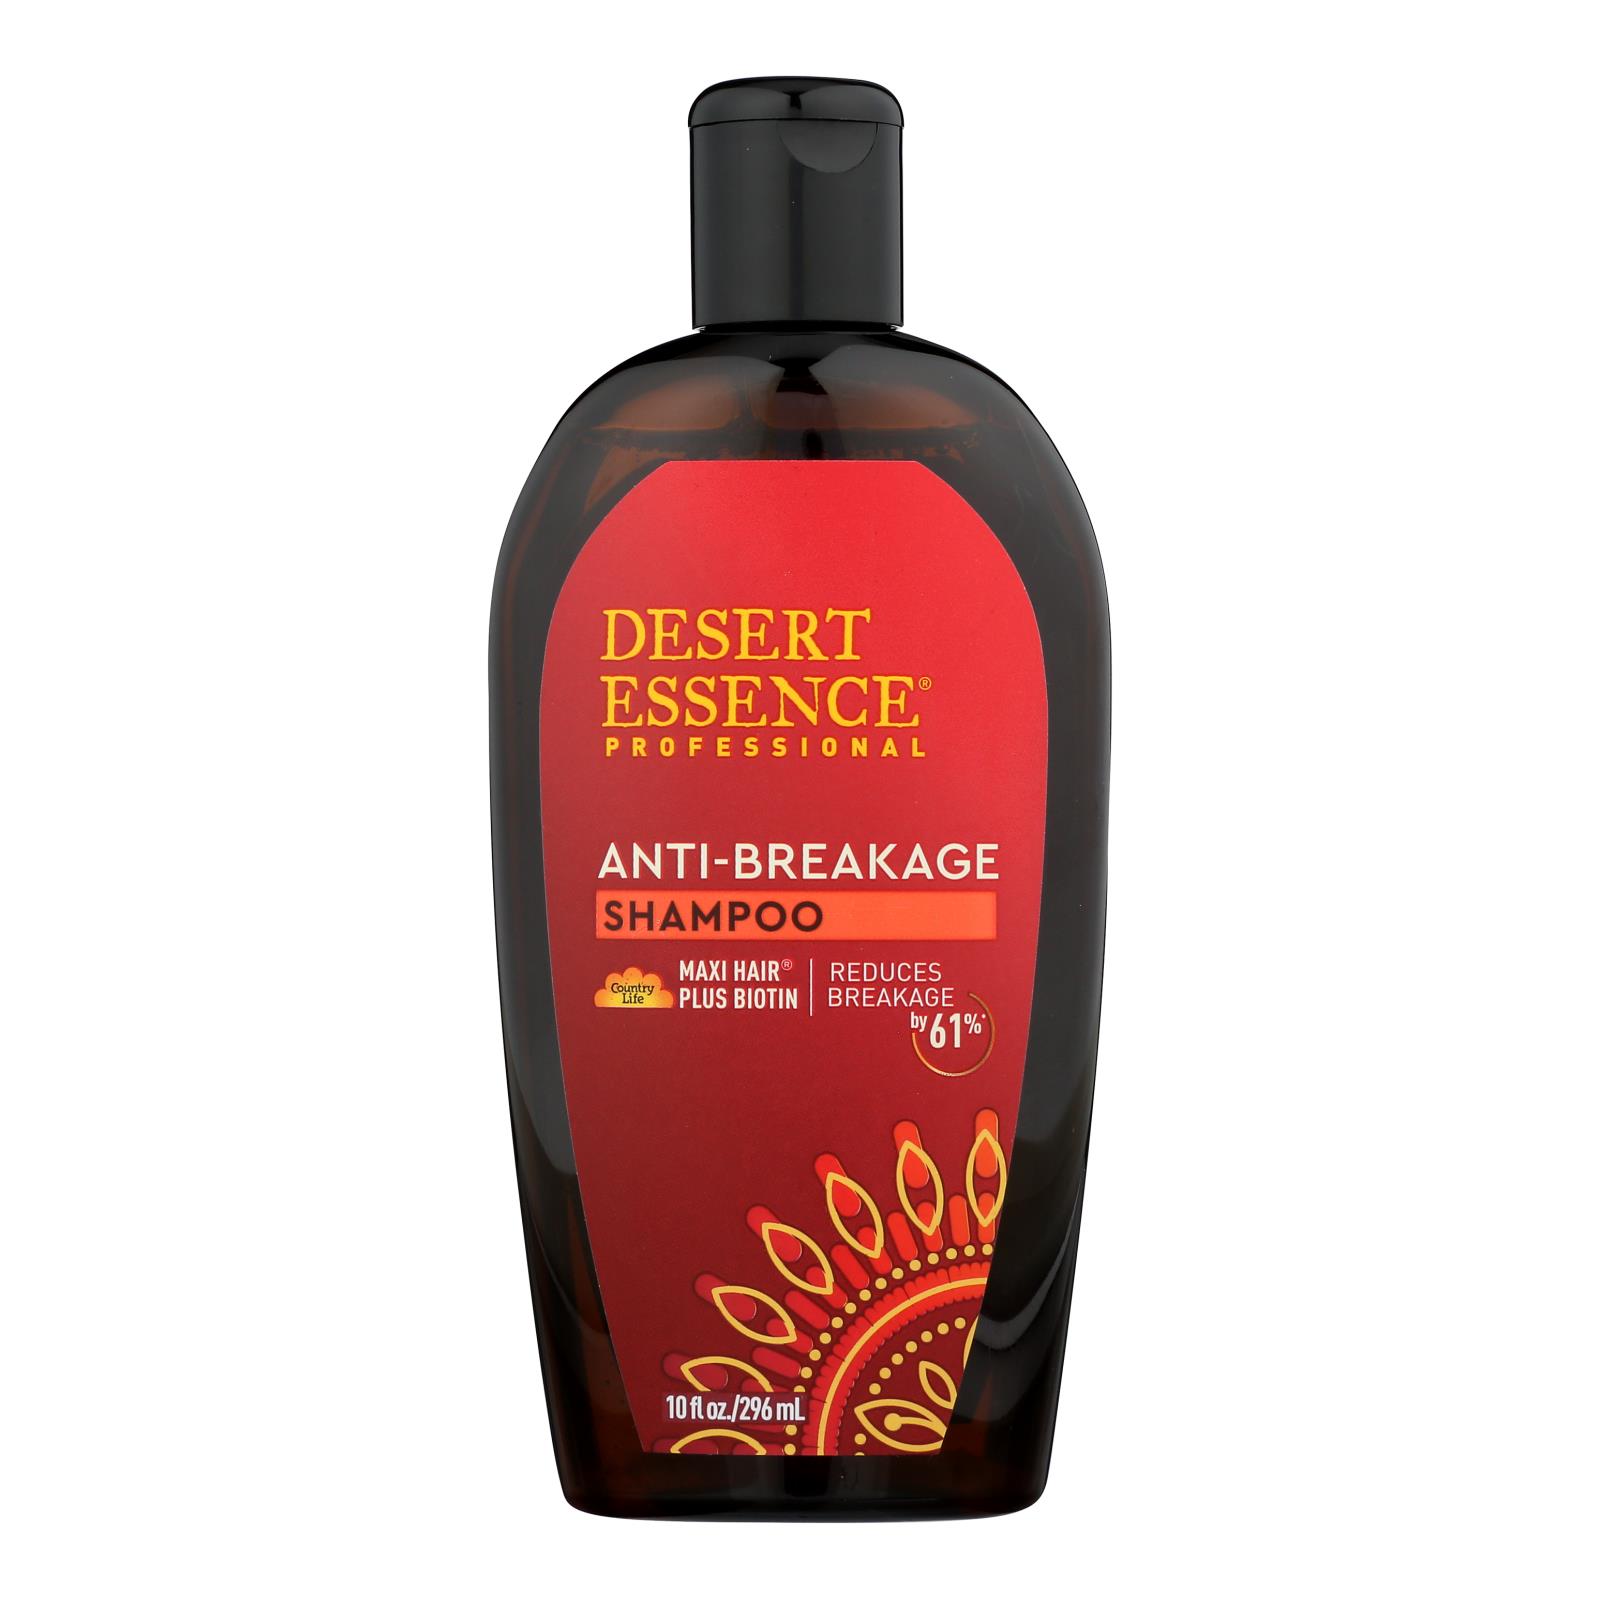 DESERT
ESSENCE®
PROFESSIONAL
ANTI-BREAKAGE
SHAMPOO
Country
Life
MAXI HAIR®
PLUS BIOTIN
REDUCES
BREAKAGE
by 61%*
10 fl oz./296 mL